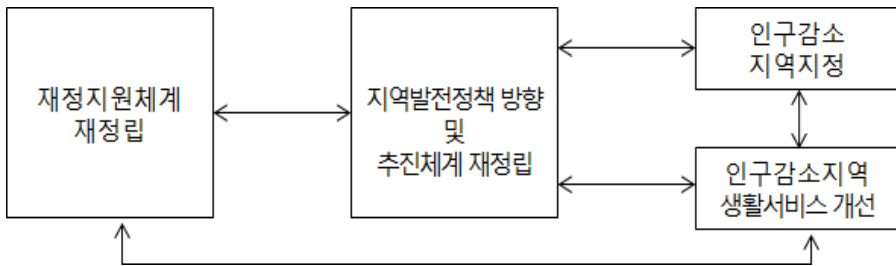 재정지원체계
재정립
지역발전정책 방향
및
추진체계 재정립
인구감소
지역지정
인구감소지역
생활서비스 개선